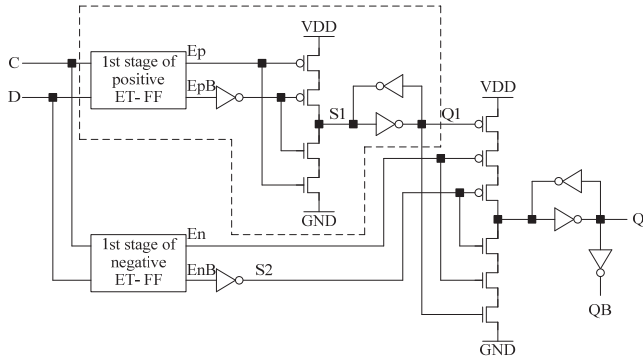 VDD
C
1st stage of
positive
ET- FF
Ep
D
EpB
VDD
S1
Q1
GND
Q
1st stage of
negative
ET- FF
En
EnB
S2
QB
GND